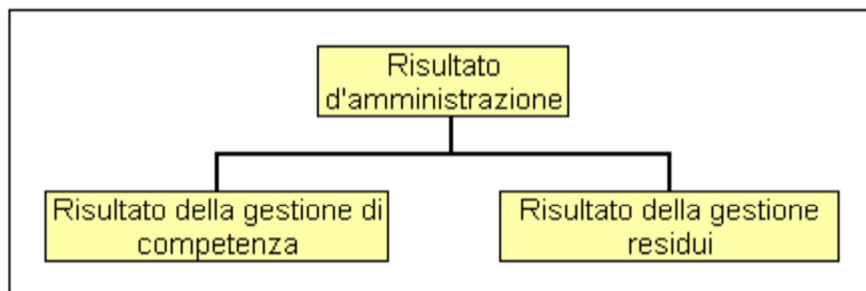 Risultato
d'amministrazione
Risultato della gestione di
competenza
Risultato della gestione
residui